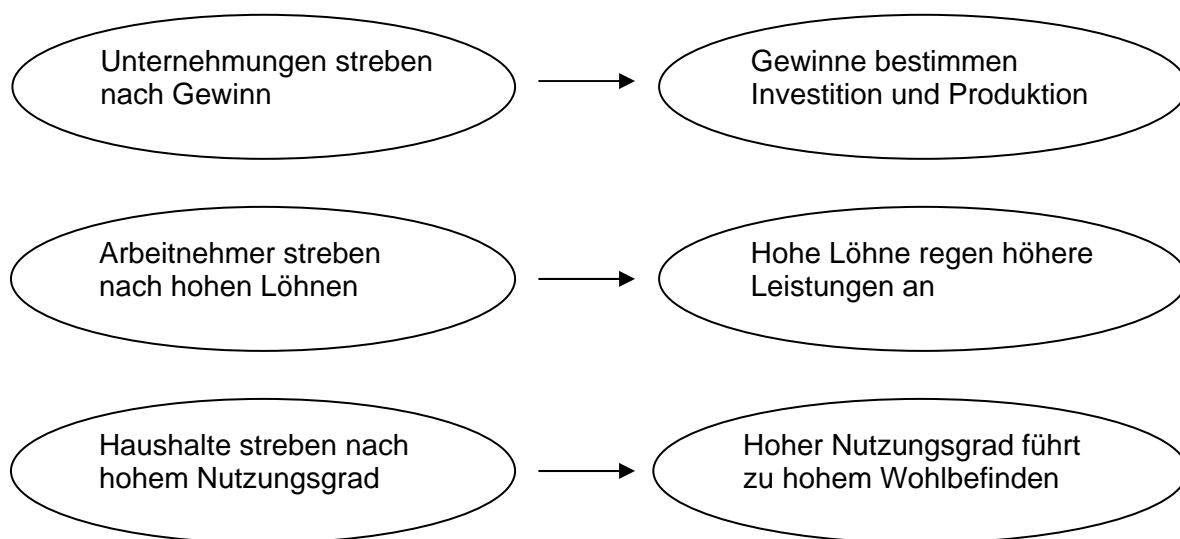 Unternehmungen streben
nach Gewinn
Gewinne bestimmen
Investition und Produktion
Arbeitnehmer streben
nach hohen Löhnen
Hohe Löhne regen höhere
Leistungen an
Haushalte streben nach
hohem Nutzungsgrad
Hoher Nutzungsgrad führt
zu hohem Wohlbefinden